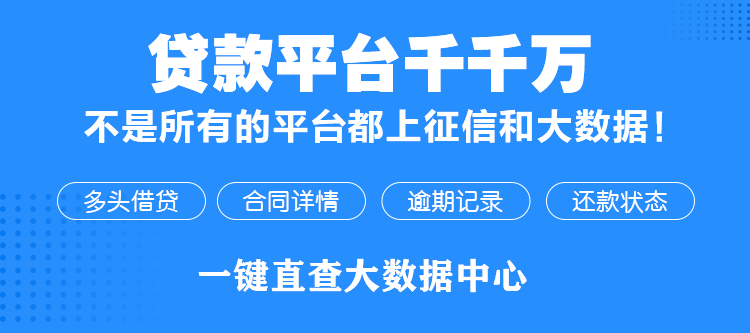 贷款平台千千万
不是所有的平台都上征信和大数据！
多头借贷 合同详情 逾期记录 还款状态
一键直查大数据中心